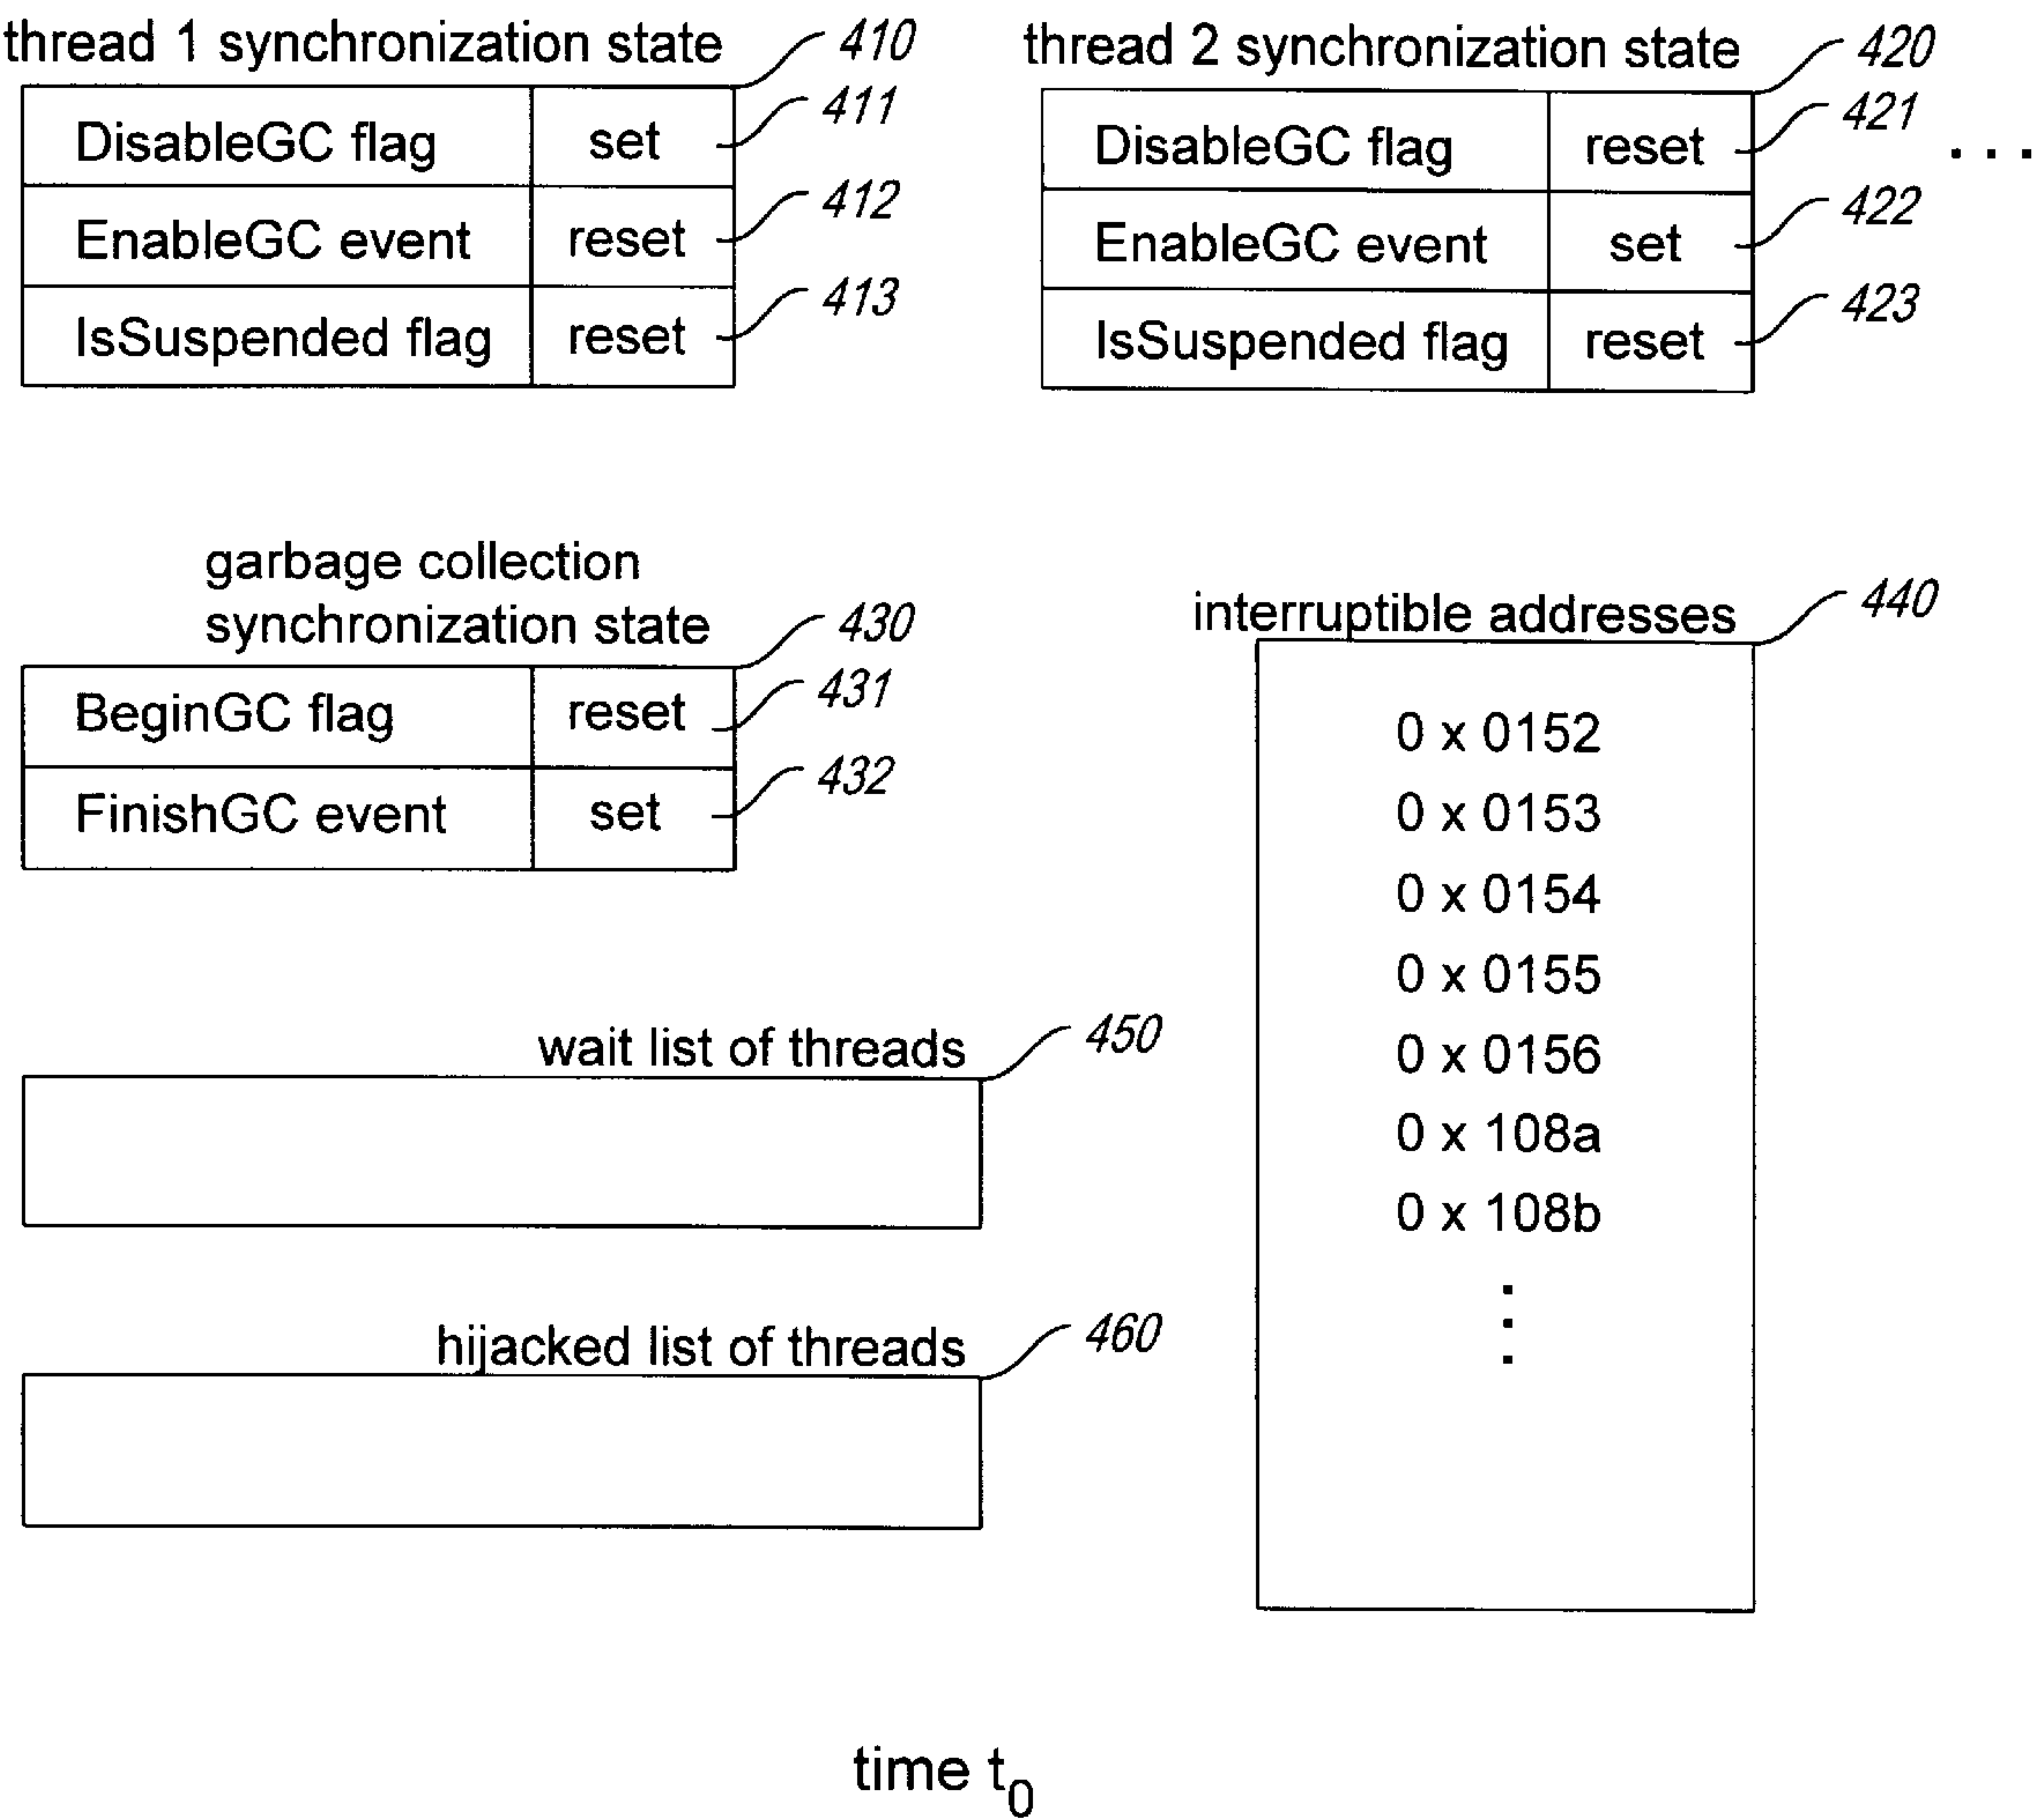 thread 1 synchronization state 410
DisableGC flag set 411
EnableGC event reset 412
IsSuspended flag reset 413
thread 2 synchronization state 420
DisableGC flag reset 421
EnableGC event set 422
IsSuspended flag reset 423
. . .
garbage collection
synchronization state 430
BeginGC flag reset 431
FinishGC event set 432
interruptible addresses 440
0 x 0152
0 x 0153
0 x 0154
0 x 0155
0 x 0156
0 x 108a
0 x 108b
.
.
.
wait list of threads 450
hijacked list of threads 460
time t0